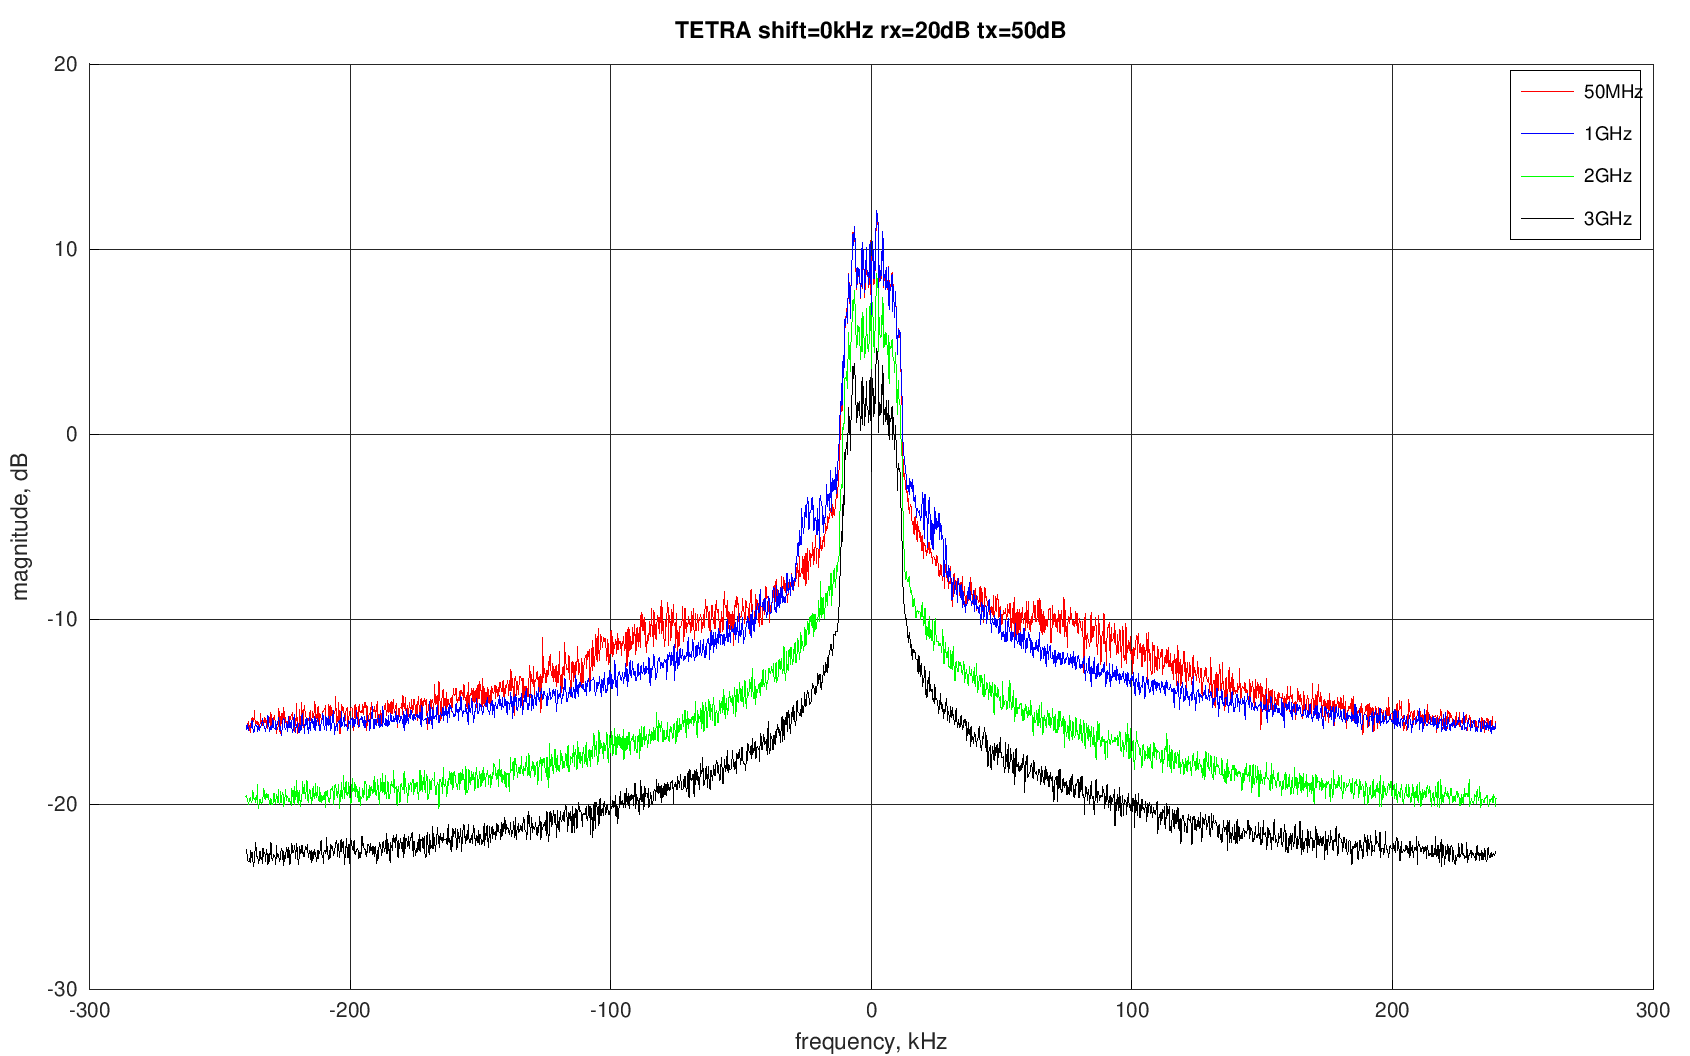 TETRA shift=0kHz rx=20dB tx=50dB
20
10
0
-10
-20
-30
magnitude, dB
50MHz
1GHz
2GHz
3GHz
-300 -200 -100 0 100 200 300
frequency, kHz